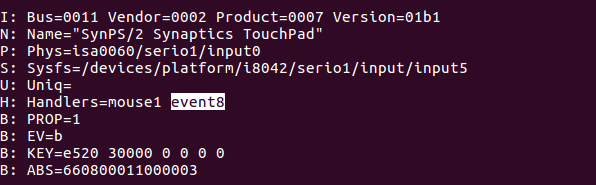 I: Bus=0011 Vendor=0002 Product=0007 Version=01b1
N: Name="SynPS/2 Synaptics TouchPad"
P: Phys=isa0060/serio1/input0
S: Sysfs=/devices/platform/i8042/serio1/input/input5
U: Uniq=
H: Handlers=mouse1 event8
B: PROP=1
B: EV=b
B: KEY=e520 30000 0 0 0 0
B: ABS=660800011000003